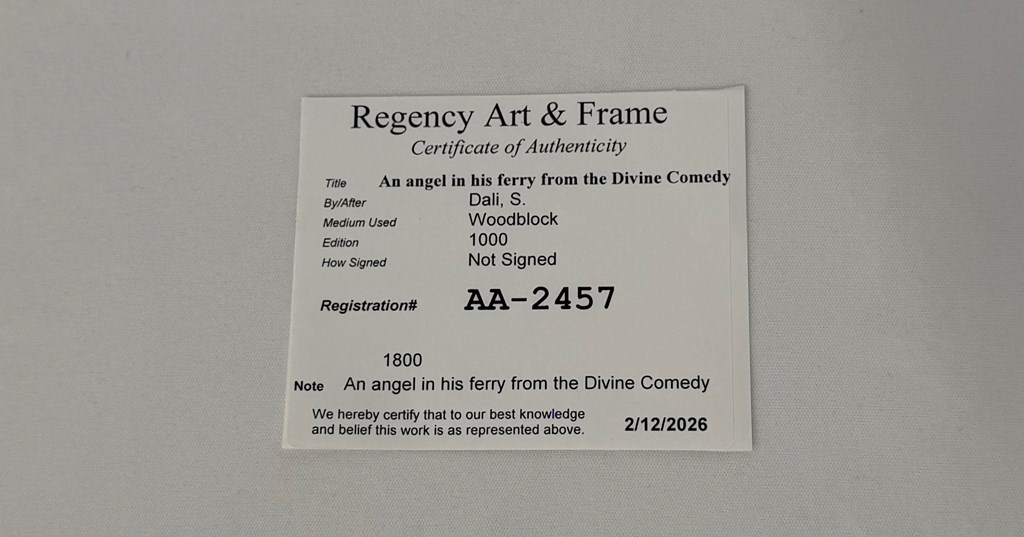 Regency Art & Frame
Certificate of Authenticity
Title An angel in his ferry from the Divine Comedy
By/After Dali, S.
Medium Used Woodblock
Edition 1000
How Signed Not Signed
Registration# AA-2457
1800
Note An angel in his ferry from the Divine Comedy
We hereby certify that to our best knowledge
and belief this work is as represented above. 2/12/2026